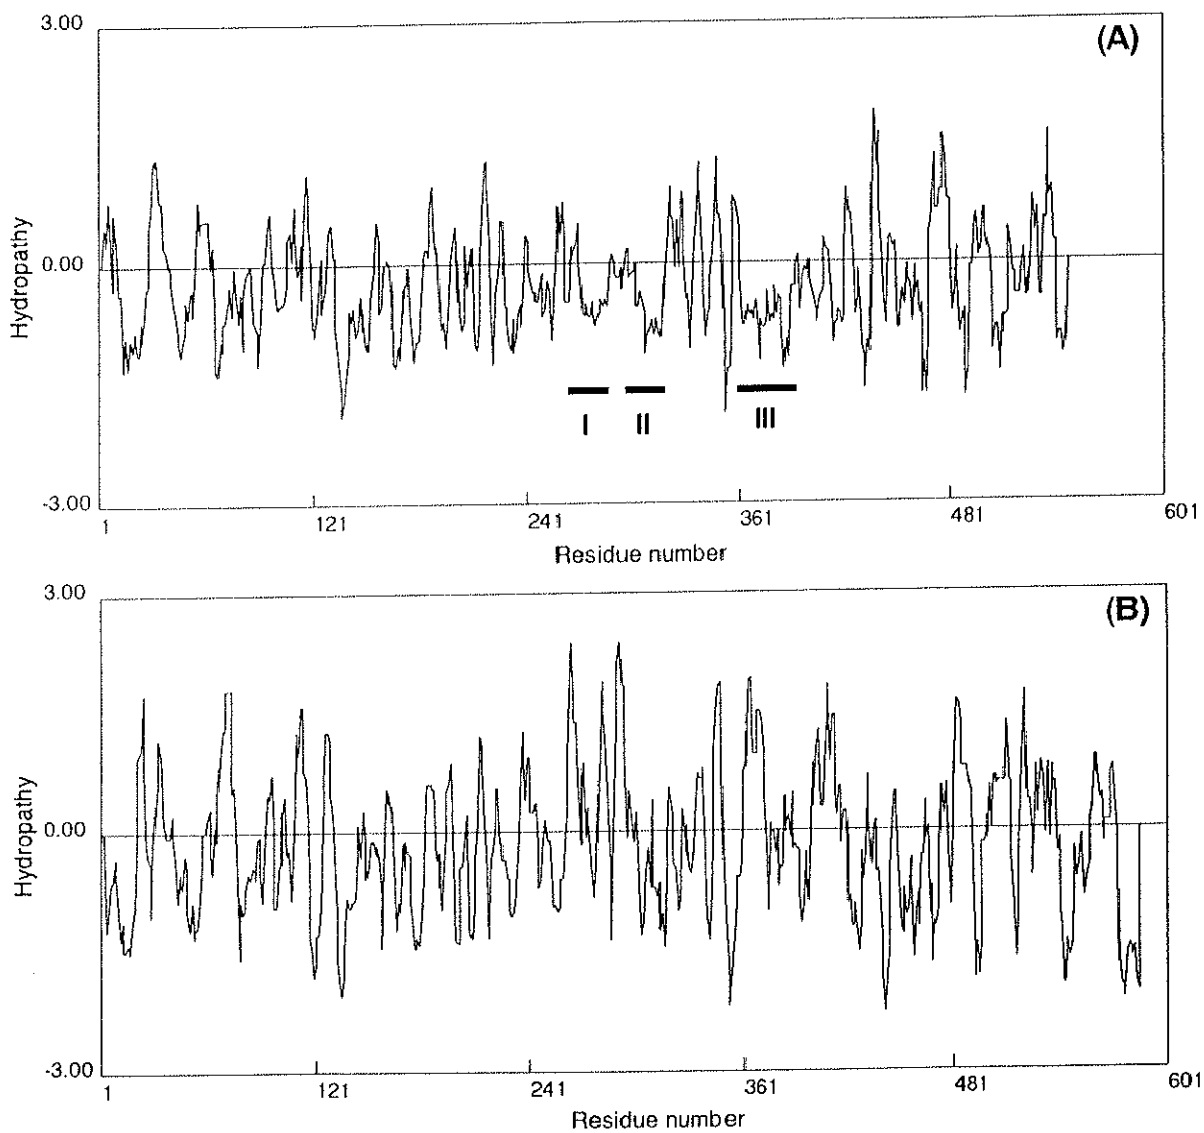 3.00
(A)
Hydropathy
0.00
I
II
III
-3.00
1
121
241
361
481
601
Residue number
3.00
(B)
Hydropathy
0.00
-3.00
1
121
241
361
481
601
Residue number